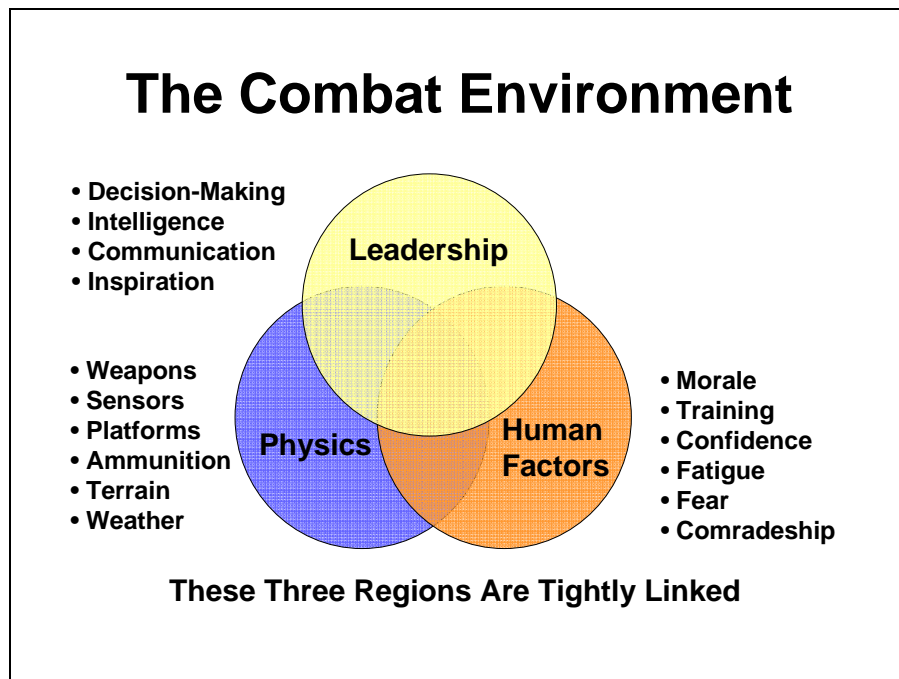 The Combat Environment
• Decision-Making
• Intelligence
• Communication
• Inspiration
Leadership
• Weapons
• Sensors
• Platforms
• Ammunition
• Terrain
• Weather
Physics
Human
Factors
• Morale
• Training
• Confidence
• Fatigue
• Fear
• Comradeship
These Three Regions Are Tightly Linked